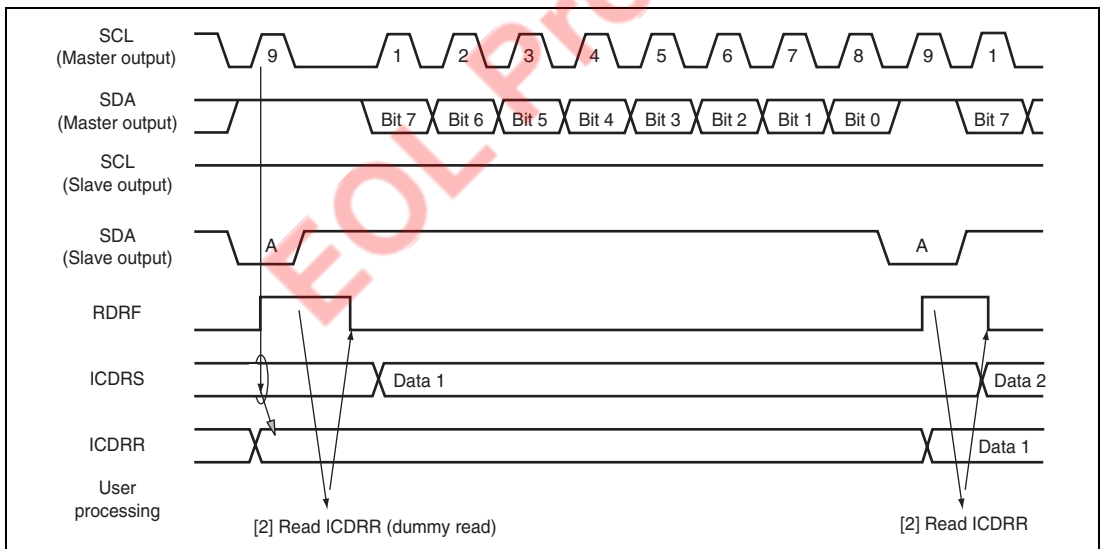 SCL
(Master output)
9 1 2 3 4 5 6 7 8 9 1
SDA
(Master output)
Bit 7 Bit 6 Bit 5 Bit 4 Bit 3 Bit 2 Bit 1 Bit 0 Bit 7
SCL
(Slave output)
SDA
(Slave output)
A A
RDRF
ICDRS
Data 1 Data 2
ICDRR
Data 1
User
processing
[2] Read ICDRR (dummy read) [2] Read ICDRR
EOL Pro